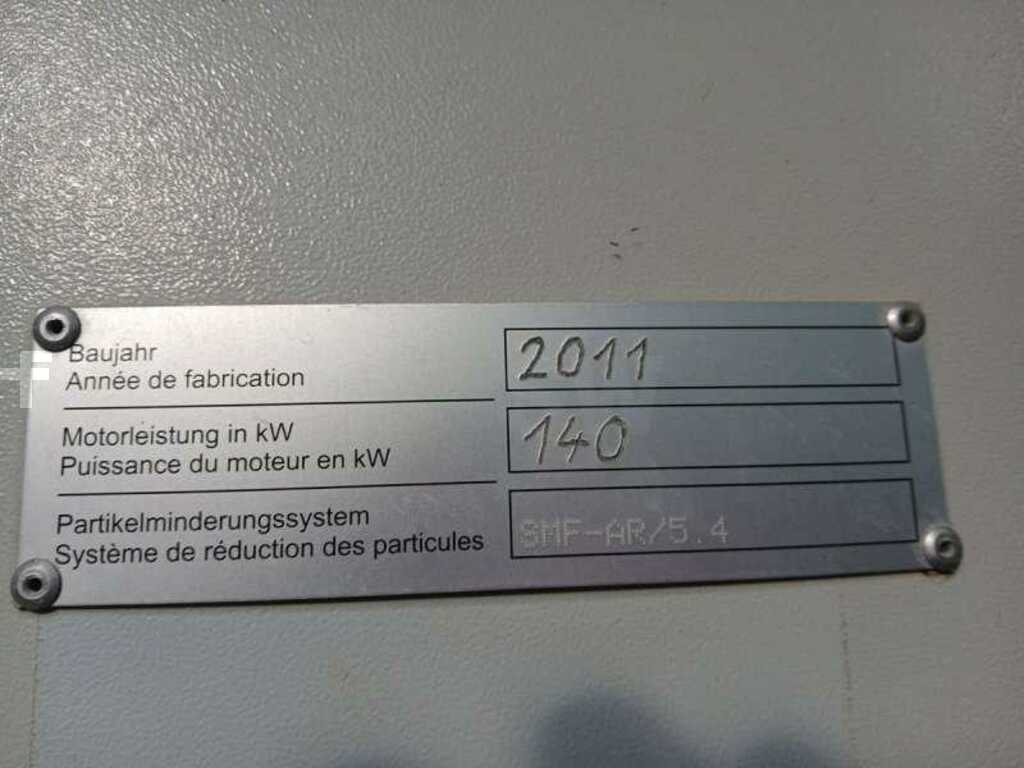 Baujahr
Année de fabrication
2011
Motorleistung in kW
Puissance du moteur en kW
140
Partikelminderungssystem
Système de réduction des particules
SMF-AR/5.4
F